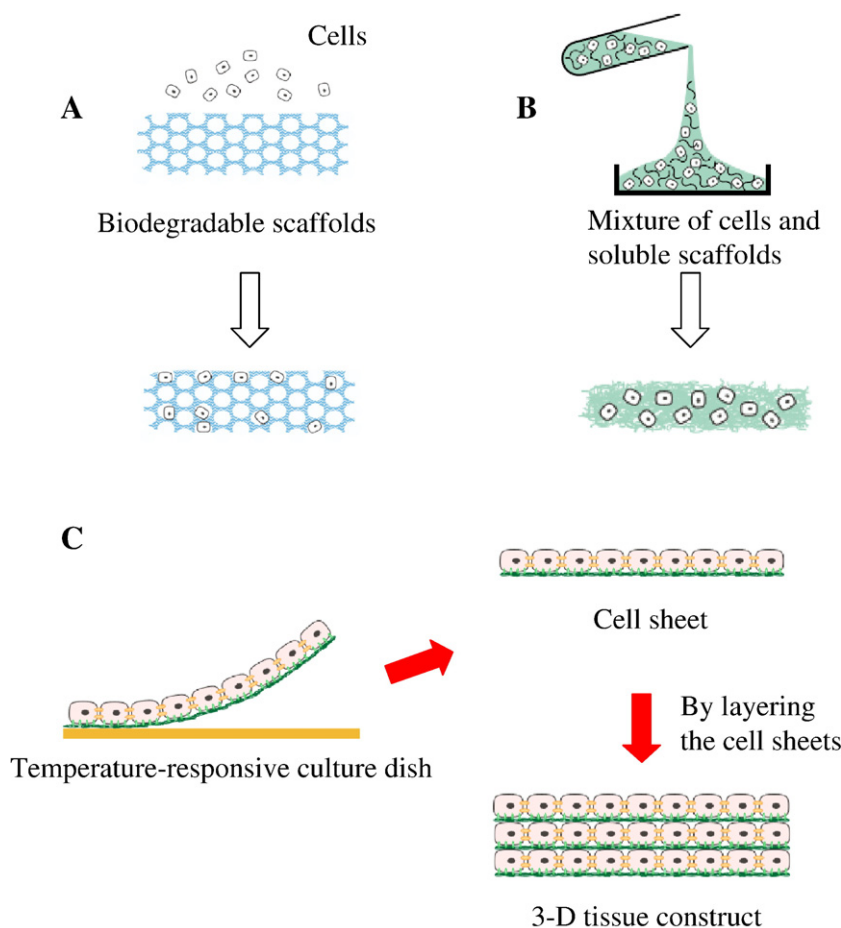 Cells
A
Biodegradable scaffolds
B
Mixture of cells and
soluble scaffolds
C
Cell sheet
Temperature-responsive culture dish
By layering
the cell sheets
3-D tissue construct